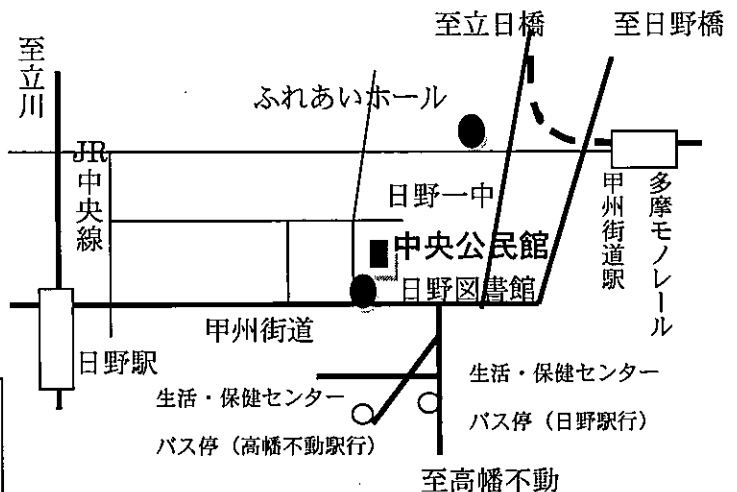 至立日橋
至日野橋
至立川
ふれあいホール
JR中央線
日野一中
甲州街道駅
多摩モノレール
中央公民館
日野図書館
甲州街道
日野駅
生活・保健センター
バス停（高幡不動駅行）
生活・保健センター
バス停（日野駅行）
至高幡不動